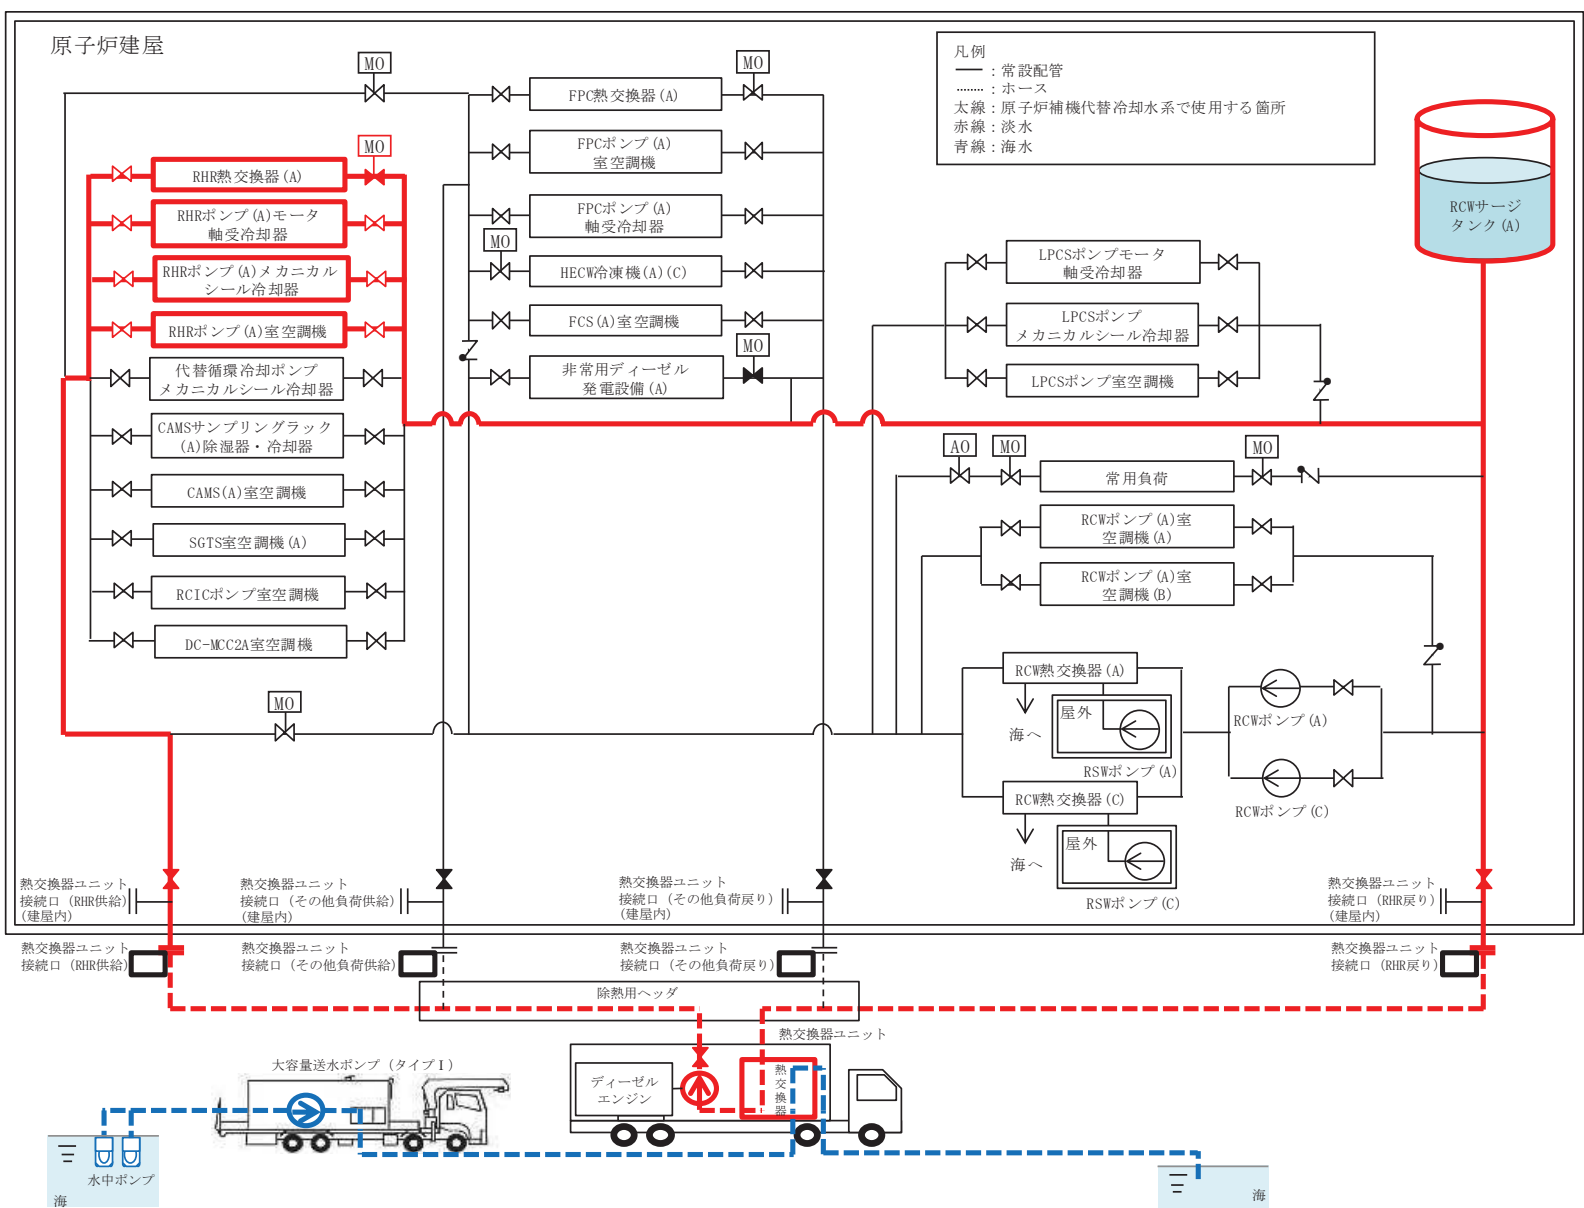 原子炉建屋
凡例
：常設配管
：ホース
太線：原子炉補機代替冷却水系で使用する箇所
赤線：淡水
青線：海水
MO
MO
MO
RHR熱交換器(A)
RHRポンプ(A)モータ
軸受冷却器
RHRポンプ(A)メカニカル
シール冷却器
RHRポンプ(A)室空調機
代替循環冷却ポンプ
メカニカルシール冷却器
CAMSサンプリングラック
(A)除湿器・冷却器
CAMS(A)室空調機
SGTS室空調機(A)
RCICポンプ室空調機
DC-MCC2A室空調機
FPC熱交換器(A)
FPCポンプ(A)
室空調機
FPCポンプ(A)
軸受冷却器
MO
HECW冷凍機(A)(C)
FCS(A)室空調機
MO
非常用ディーゼル
発電設備(A)
LPCSポンプモータ
軸受冷却器
LPCSポンプ
メカニカルシール冷却器
LPCSポンプ室空調機
RCWサージ
タンク(A)
AO
MO
MO
常用負荷
RCWポンプ(A)室
空調機(A)
RCWポンプ(A)室
空調機(B)
MO
RCW熱交換器(A)
屋外
海へ
RSWポンプ(A)
RCWポンプ(A)
RCW熱交換器(C)
屋外
海へ
RSWポンプ(C)
RCWポンプ(C)
熱交換器ユニット
接続口（RHR供給）
(建屋内)
熱交換器ユニット
接続口（その他負荷供給）
(建屋内)
熱交換器ユニット
接続口（その他負荷戻り）
(建屋内)
熱交換器ユニット
接続口（RHR戻り）
(建屋内)
熱交換器ユニット
接続口（RHR供給）
熱交換器ユニット
接続口（その他負荷供給）
熱交換器ユニット
接続口（その他負荷戻り）
熱交換器ユニット
接続口（RHR戻り）
除熱用ヘッダ
熱交換器ユニット
大容量送水ポンプ（タイプⅠ）
ディーゼル
エンジン
熱交換器
水中ポンプ
海
海